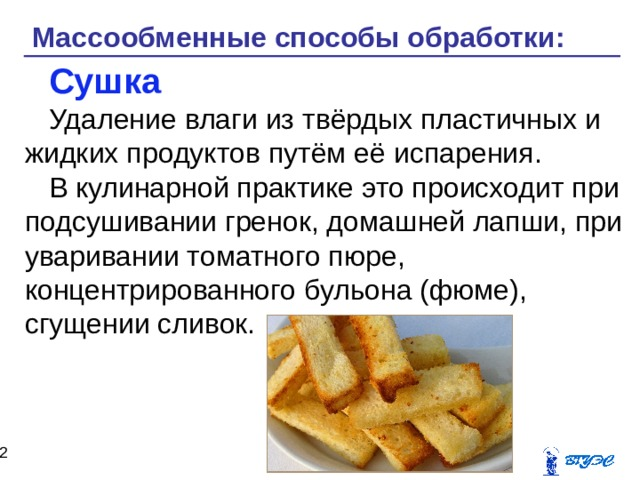 Массообменные способы обработки:
Сушка
Удаление влаги из твёрдых пластичных и
жидких продуктов путём её испарения.
В кулинарной практике это происходит при
подсушивании гренок, домашней лапши, при
уваривании томатного пюре,
концентрированного бульона (фюме),
сгущении сливок.
2
ВГУЭС